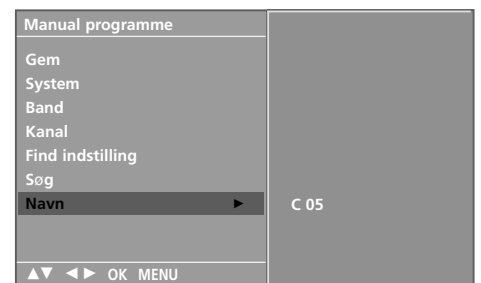 Manual programme
Gem
System
Band
Kanal
Find indstilling
Søg
Navn ► C 05
▲▼ ◄► OK MENU